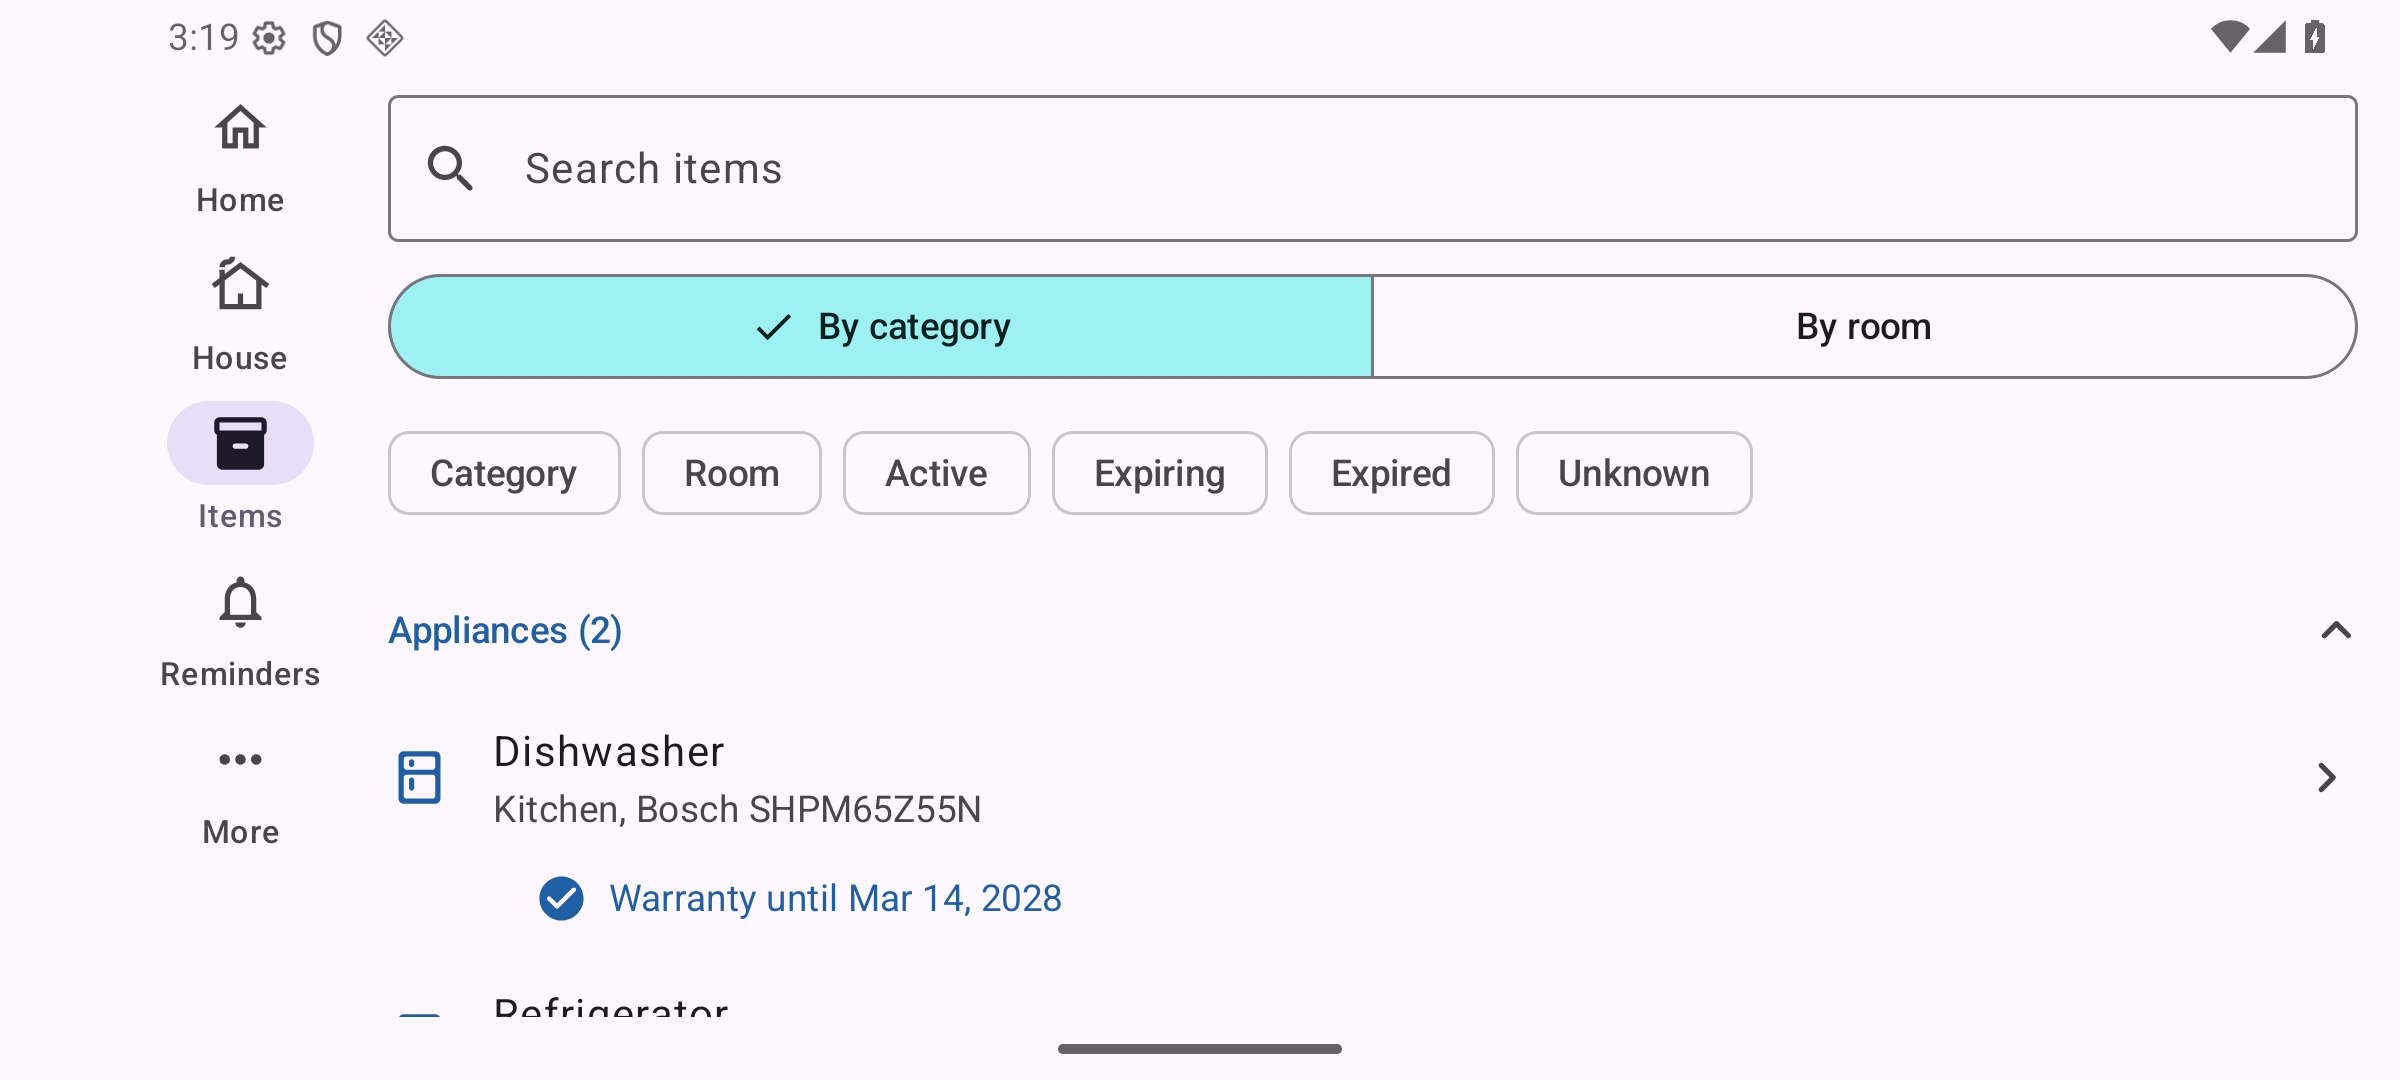 3:19
Search items
By category
By room
Category
Room
Active
Expiring
Expired
Unknown
Appliances (2)
Dishwasher
Kitchen, Bosch SHPM65Z55N
Warranty until Mar 14, 2028
Refrigerator
Home
House
Items
Reminders
More